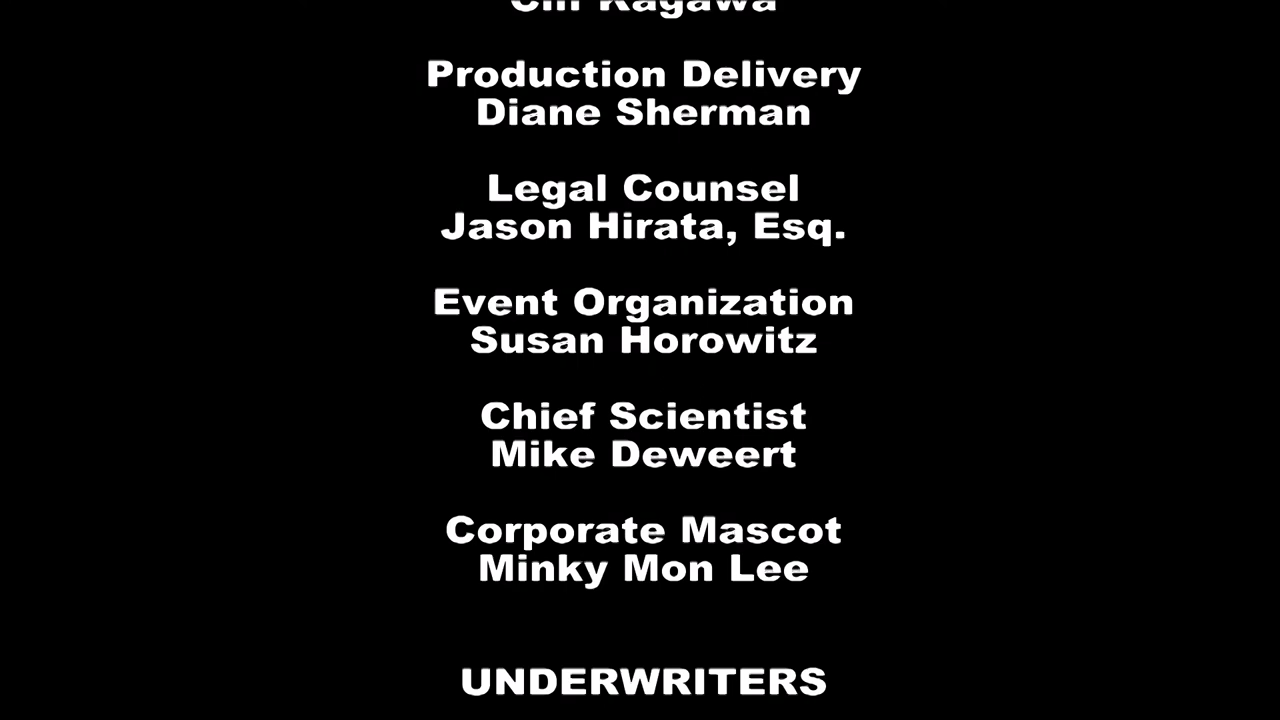 Kagawa
Production Delivery
Diane Sherman
Legal Counsel
Jason Hirata, Esq.
Event Organization
Susan Horowitz
Chief Scientist
Mike Deweert
Corporate Mascot
Minky Mon Lee
UNDERWRITERS